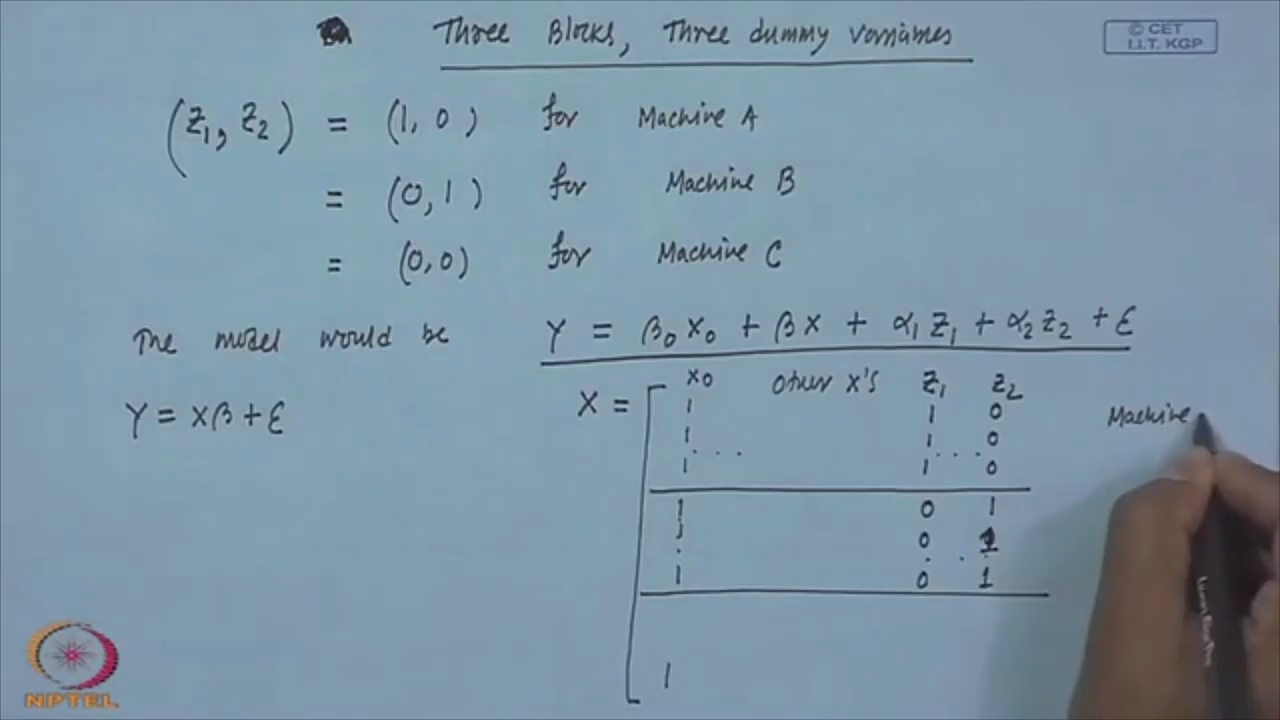 Three Blocks, Three dummy variables
© CET
I.I.T. KGP
(Z₁, Z₂) = (1, 0) for Machine A
= (0, 1) for Machine B
= (0, 0) for Machine C
The model would be Y = β₀ X₀ + β X + α₁ Z₁ + α₂ Z₂ + ε
Y = Xβ + ε
X = [ X₀ Other X's Z₁ Z₂
1 1 0 Machine
1 1 0
. . . . . .
1 1 0
1 0 1
1 0 1
. . . .
1 0 1
1
NPTEL